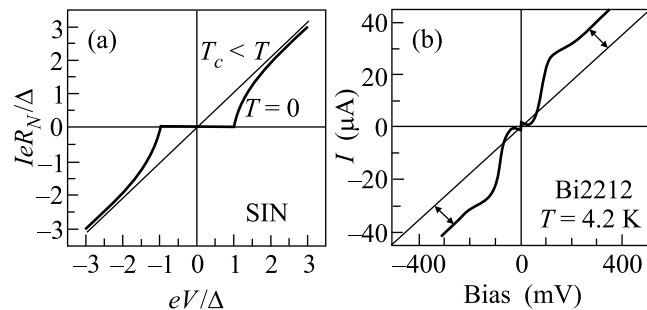 (a)
T_c < T
T = 0
SIN
IeR_N/Δ
3
2
1
0
−1
−2
−3
−3 −2 −1 0 1 2 3
eV/Δ
(b)
Bi2212
T = 4.2 K
I (μA)
40
20
0
−20
−40
−400 0 400
Bias (mV)